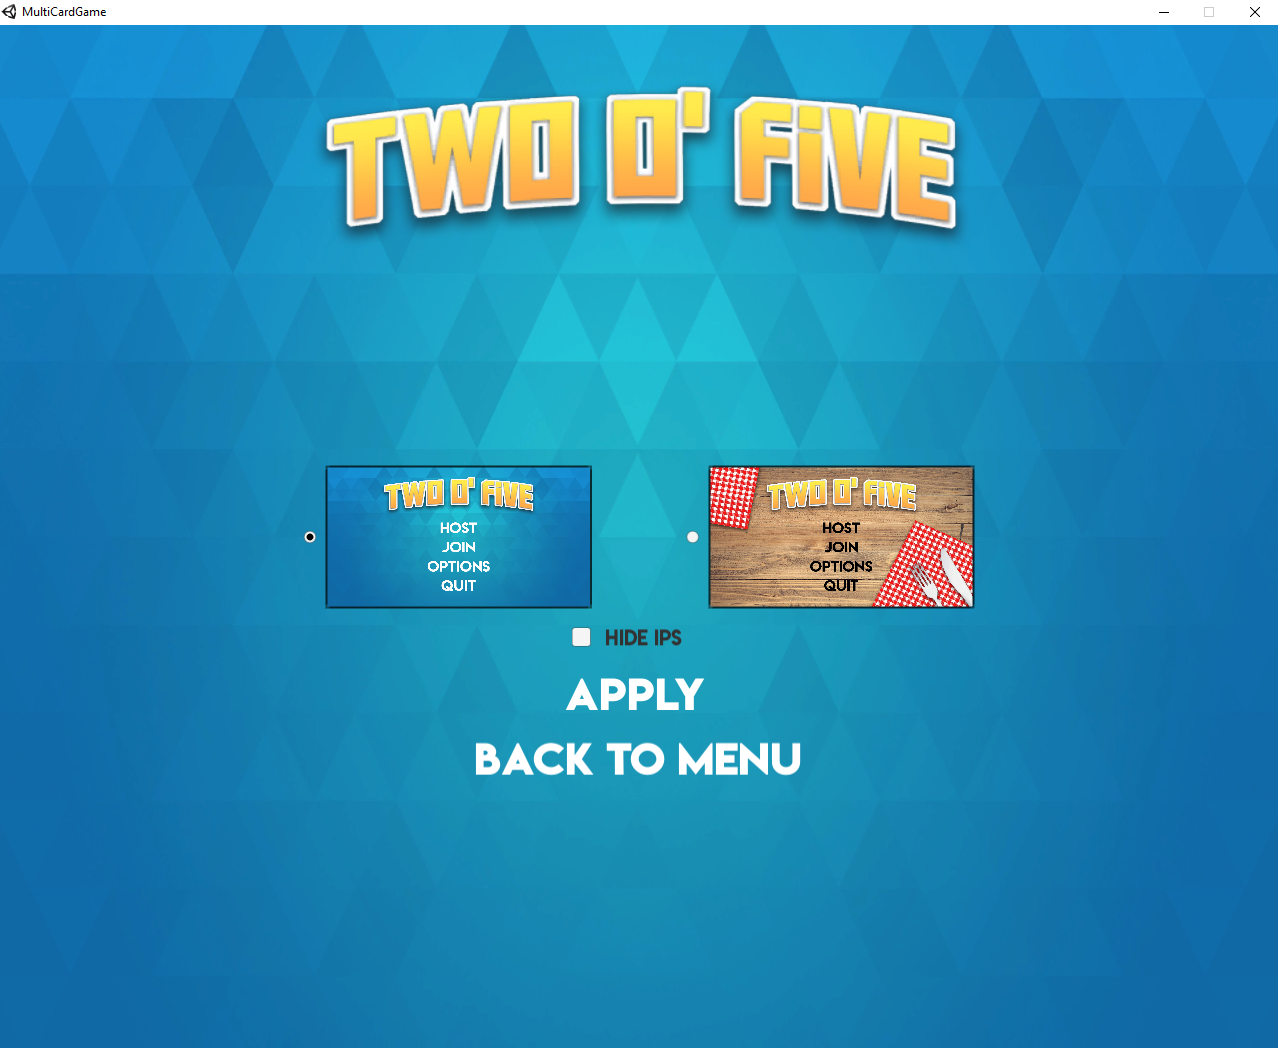 MultiCardGame
TWO O' FiVE
TWO O' FiVE
HOST
JOIN
OPTIONS
QUIT
TWO O' FiVE
HOST
JOIN
OPTIONS
QUIT
HIDE IPS
APPLY
BACK TO MENU